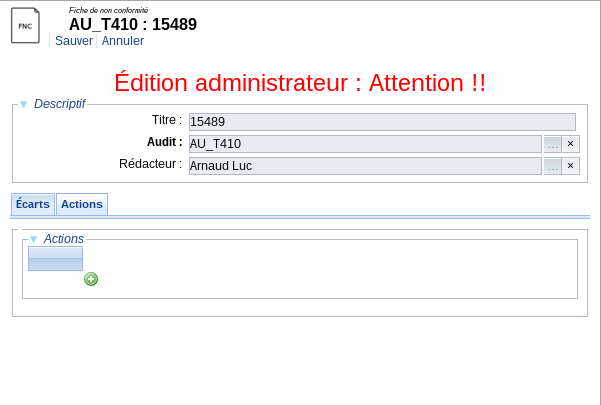 FNC
Fiche de non conformité
AU_T410 : 15489
Sauver Annuler
Édition administrateur : Attention !!
▼ Descriptif
Titre : 15489
Audit : AU_T410 ... ×
Rédacteur : Arnaud Luc ... ×
Écarts Actions
▼ Actions